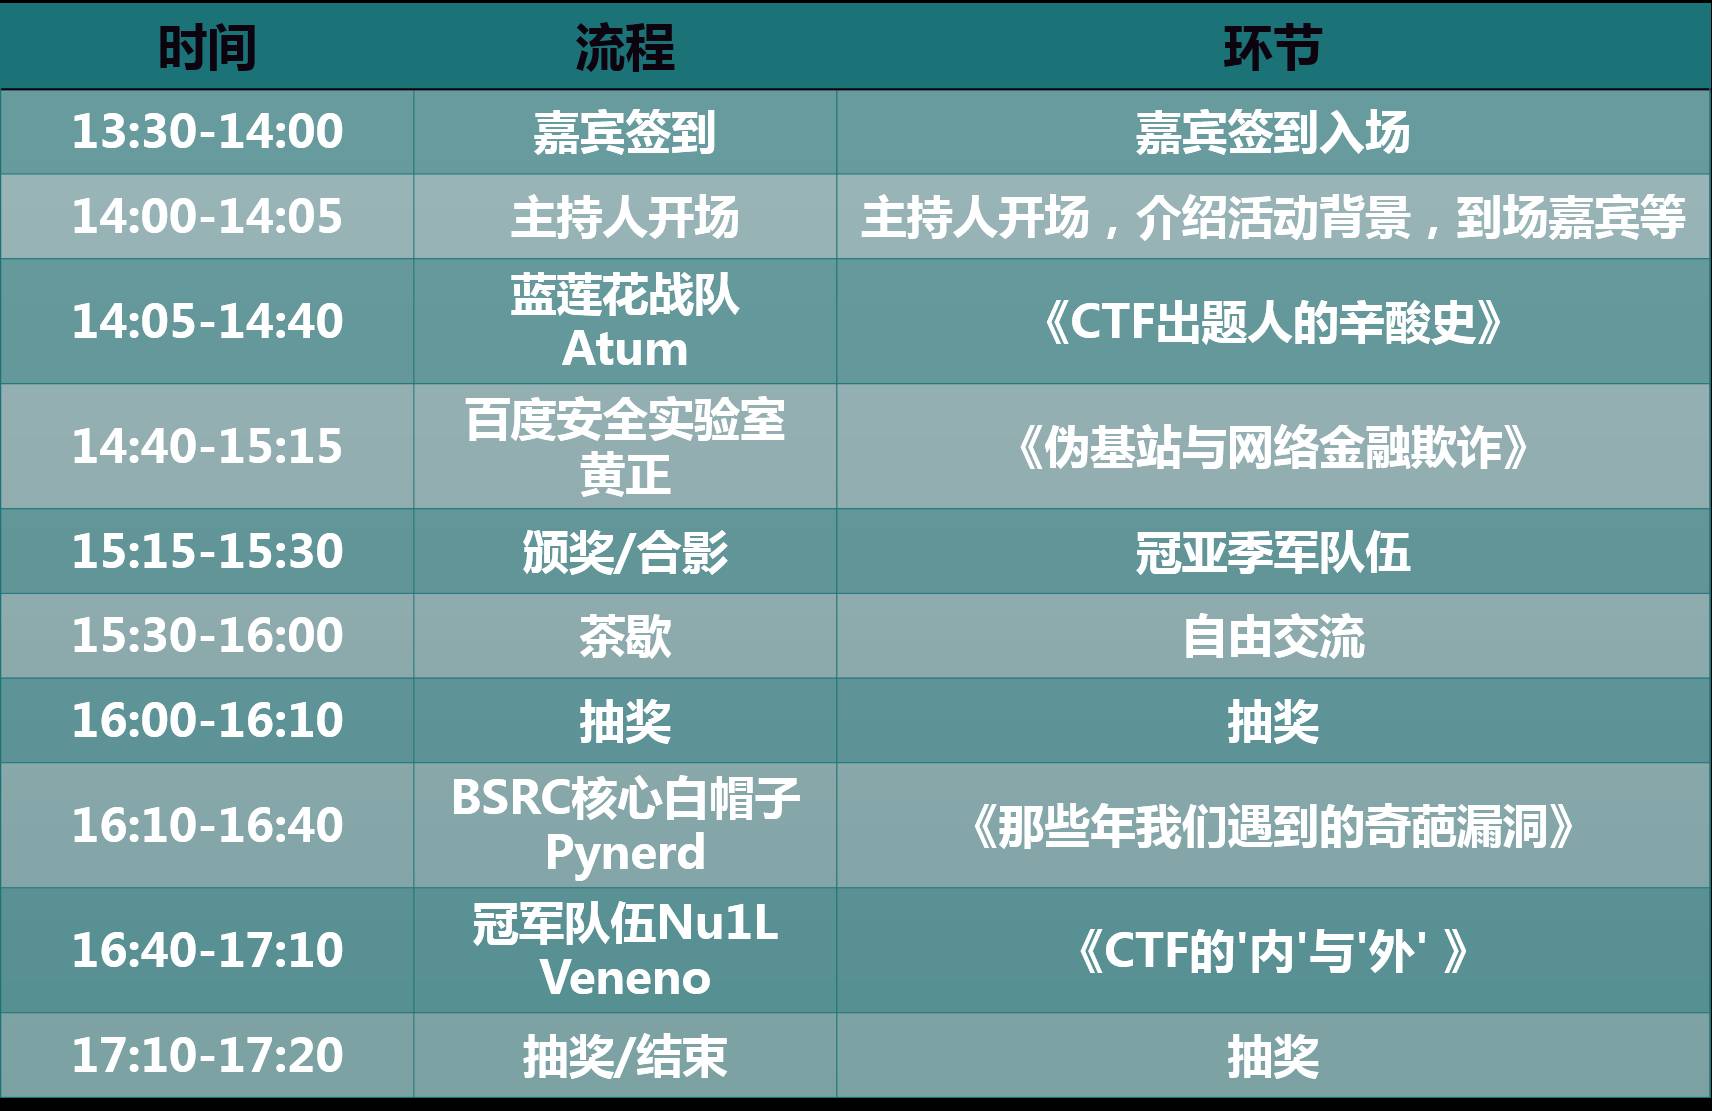 时间 流程 环节
13:30-14:00 嘉宾签到 嘉宾签到入场
14:00-14:05 主持人开场 主持人开场，介绍活动背景，到场嘉宾等
14:05-14:40 蓝莲花战队 《CTF出题人的辛酸史》
Atum
14:40-15:15 百度安全实验室 《伪基站与网络金融欺诈》
黄正
15:15-15:30 颁奖/合影 冠亚季军队伍
15:30-16:00 茶歇 自由交流
16:00-16:10 抽奖 抽奖
16:10-16:40 BSRC核心白帽子 《那些年我们遇到的奇葩漏洞》
Pynerd
16:40-17:10 冠军队伍Nu1L 《CTF的'内'与'外' 》
Veneno
17:10-17:20 抽奖/结束 抽奖